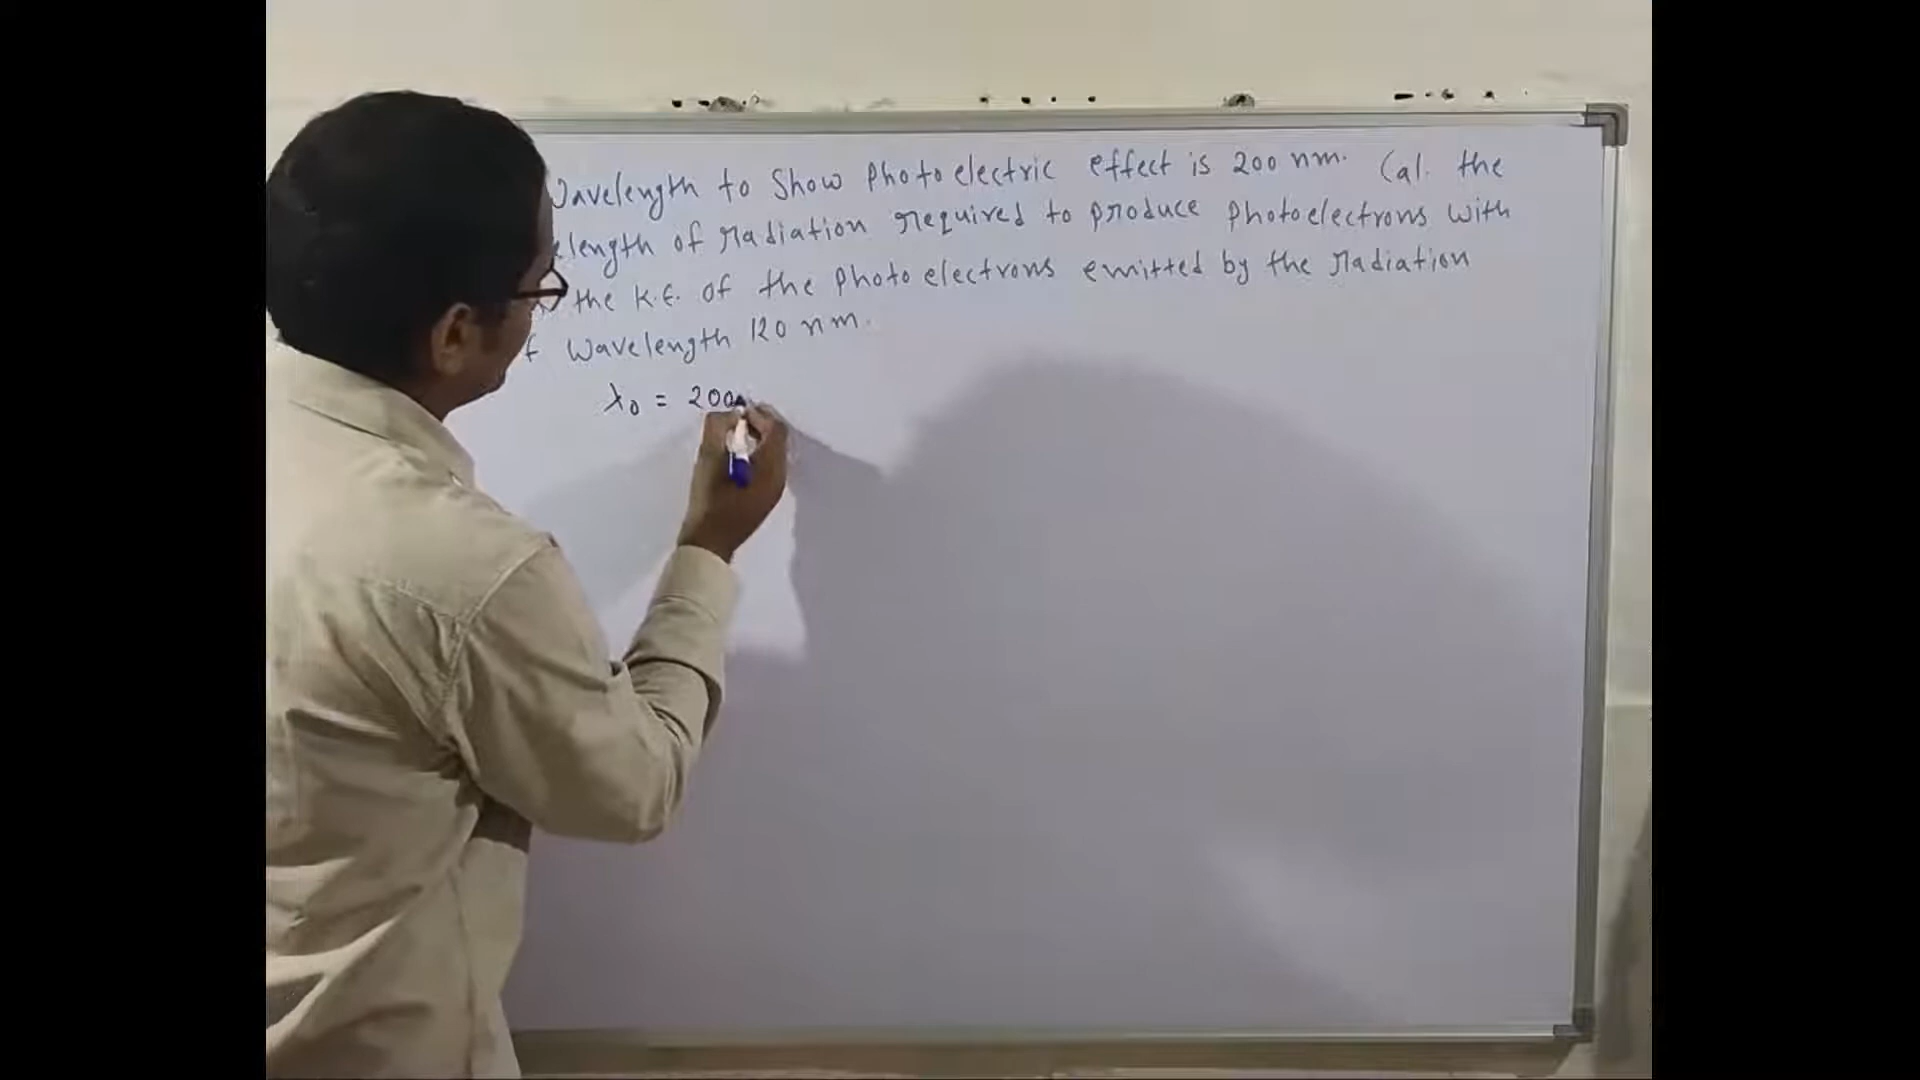 Wavelength to Show Photoelectric effect is 200 nm. Cal. the
length of radiation required to produce Photoelectrons with
the K.E. of the Photoelectrons emitted by the radiation
Wavelength 120 nm.
λ₀ = 200